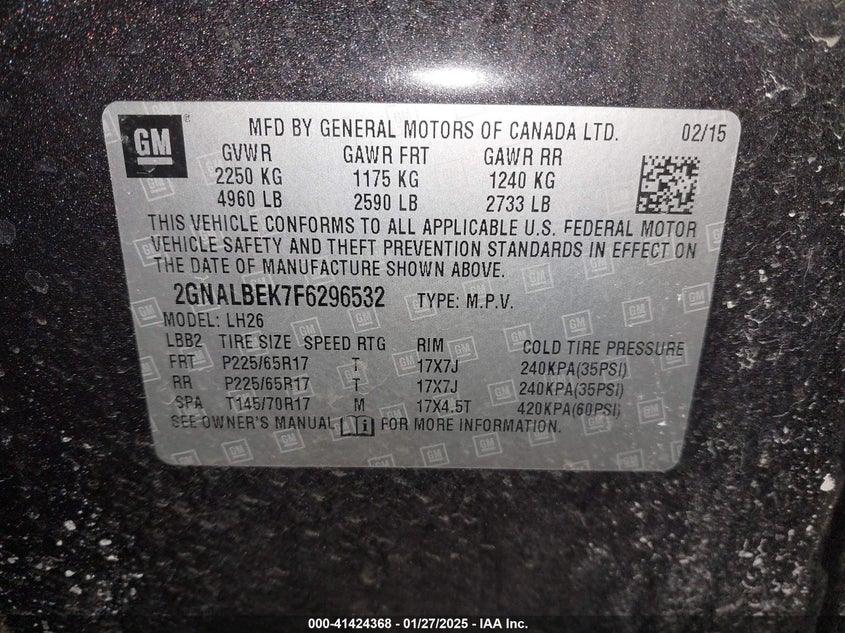 GM ® MFD BY GENERAL MOTORS OF CANADA LTD. 02/15
GVWR GAWR FRT GAWR RR
2250 KG 1175 KG 1240 KG
4960 LB 2590 LB 2733 LB
THIS VEHICLE CONFORMS TO ALL APPLICABLE U.S. FEDERAL MOTOR
VEHICLE SAFETY AND THEFT PREVENTION STANDARDS IN EFFECT ON
THE DATE OF MANUFACTURE SHOWN ABOVE.
2GNALBEK7F6296532 TYPE: M.P.V.
MODEL: LH26
LBB2 TIRE SIZE SPEED RTG RIM COLD TIRE PRESSURE
FRT P225/65R17 T 17X7J 240KPA(35PSI)
RR P225/65R17 T 17X7J 240KPA(35PSI)
SPA T145/70R17 M 17X4.5T 420KPA(60PSI)
SEE OWNER'S MANUAL FOR MORE INFORMATION.
000-41424368 - 01/27/2025 - IAA Inc.